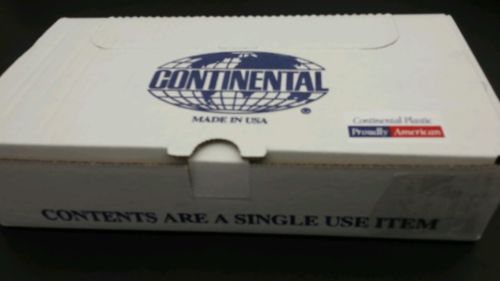 CONTINENTAL
®
MADE IN USA
Continental Plastic
Proudly American
CONTENTS ARE A SINGLE USE ITEM